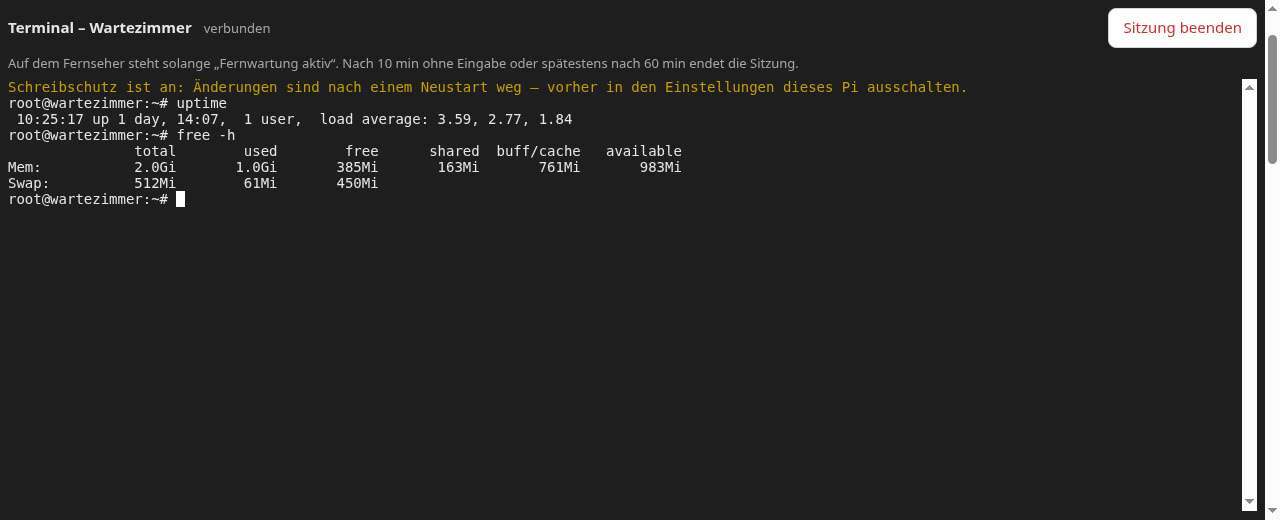 Terminal – Wartezimmer verbunden
Sitzung beenden
Auf dem Fernseher steht solange „Fernwartung aktiv“. Nach 10 min ohne Eingabe oder spätestens nach 60 min endet die Sitzung.
Schreibschutz ist an: Änderungen sind nach einem Neustart weg – vorher in den Einstellungen dieses Pi ausschalten.
root@wartezimmer:~# uptime
 10:25:17 up 1 day, 14:07,  1 user,  load average: 3.59, 2.77, 1.84
root@wartezimmer:~# free -h
               total        used        free      shared  buff/cache   available
Mem:           2.0Gi       1.0Gi       385Mi       163Mi       761Mi       983Mi
Swap:          512Mi        61Mi       450Mi
root@wartezimmer:~#